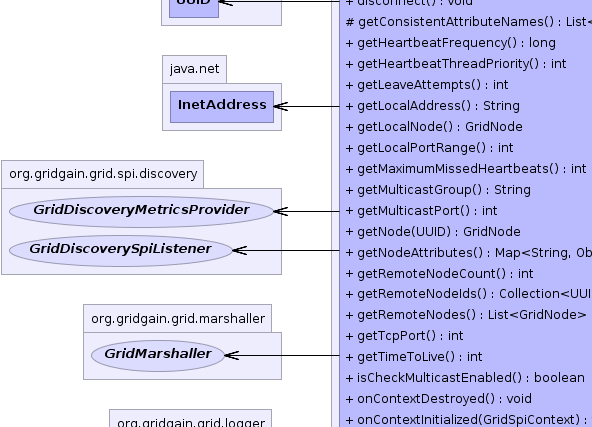 UUID
java.net
InetAddress
org.gridgain.grid.spi.discovery
GridDiscoveryMetricsProvider
GridDiscoverySpiListener
org.gridgain.grid.marshaller
GridMarshaller
org.gridgain.grid.logger
disconnect() : void
# getConsistentAttributeNames() : List<
+ getHeartbeatFrequency() : long
+ getHeartbeatThreadPriority() : int
+ getLeaveAttempts() : int
+ getLocalAddress() : String
+ getLocalNode() : GridNode
+ getLocalPortRange() : int
+ getMaximumMissedHeartbeats() : int
+ getMulticastGroup() : String
+ getMulticastPort() : int
+ getNode(UUID) : GridNode
+ getNodeAttributes() : Map<String, Ob
+ getRemoteNodeCount() : int
+ getRemoteNodeIds() : Collection<UUI
+ getRemoteNodes() : List<GridNode>
+ getTcpPort() : int
+ getTimeToLive() : int
+ isCheckMulticastEnabled() : boolean
+ onContextDestroyed() : void
+ onContextInitialized(GridSpiContext) :